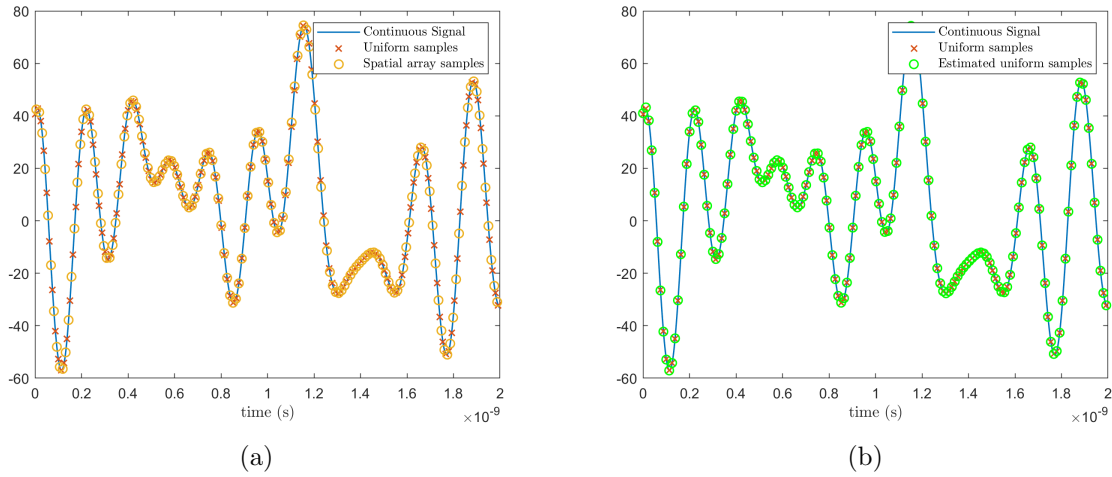 80
60
40
20
0
-20
-40
-60
0 0.2 0.4 0.6 0.8 1 1.2 1.4 1.6 1.8 2
time (s)
×10-9
Continuous Signal
Uniform samples
Spatial array samples
(a)
80
60
40
20
0
-20
-40
-60
0 0.2 0.4 0.6 0.8 1 1.2 1.4 1.6 1.8 2
time (s)
×10-9
Continuous Signal
Uniform samples
Estimated uniform samples
(b)